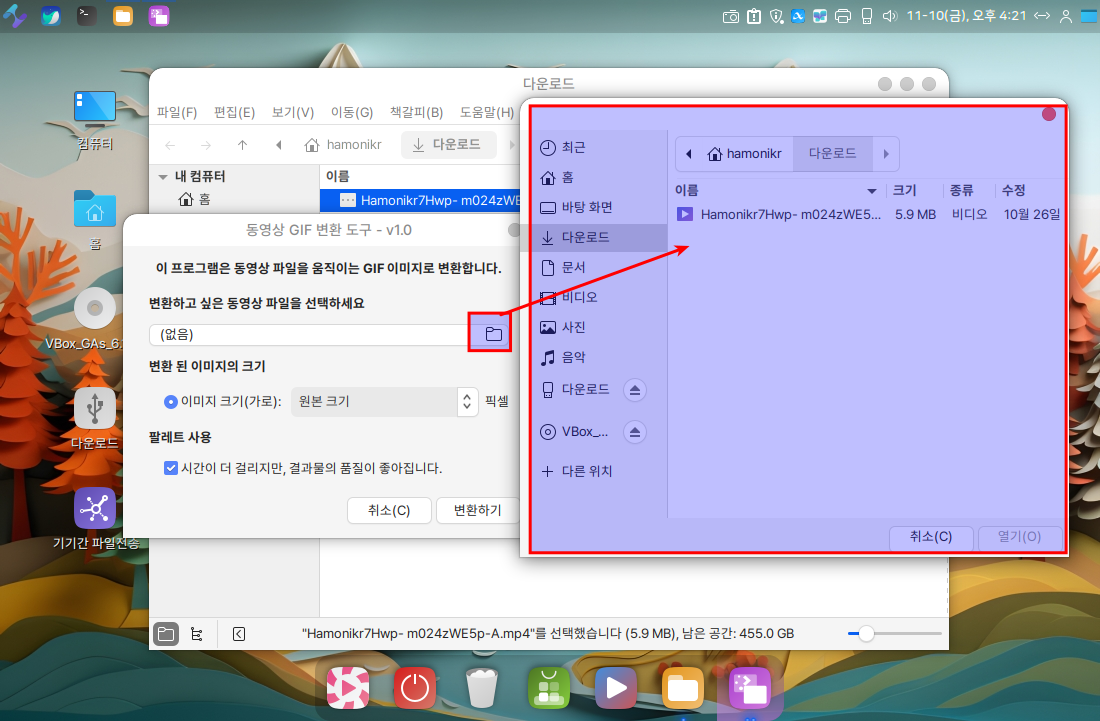 11-10(금), 오후 4:21
컴퓨터
홈
VBox_GAs_6.
다운로드
기기간 파일전송
다운로드
파일(F) 편집(E) 보기(V) 이동(G) 책갈피(B) 도움말(H)
hamonikr 다운로드
내 컴퓨터
홈
이름
Hamonikr7Hwp- m024zWE
동영상 GIF 변환 도구 - v1.0
이 프로그램은 동영상 파일을 움직이는 GIF 이미지로 변환합니다.
변환하고 싶은 동영상 파일을 선택하세요
(없음)
변환 된 이미지의 크기
이미지 크기(가로): 원본 크기 픽셀
팔레트 사용
시간이 더 걸리지만, 결과물의 품질이 좋아집니다.
취소(C) 변환하기
최근
홈
바탕 화면
다운로드
문서
비디오
사진
음악
다운로드
VBox_...
다른 위치
hamonikr 다운로드
이름 크기 종류 수정
Hamonikr7Hwp- m024zWE5... 5.9 MB 비디오 10월 26일
취소(C) 열기(O)
"Hamonikr7Hwp- m024zWE5p-A.mp4"를 선택했습니다 (5.9 MB), 남은 공간: 455.0 GB